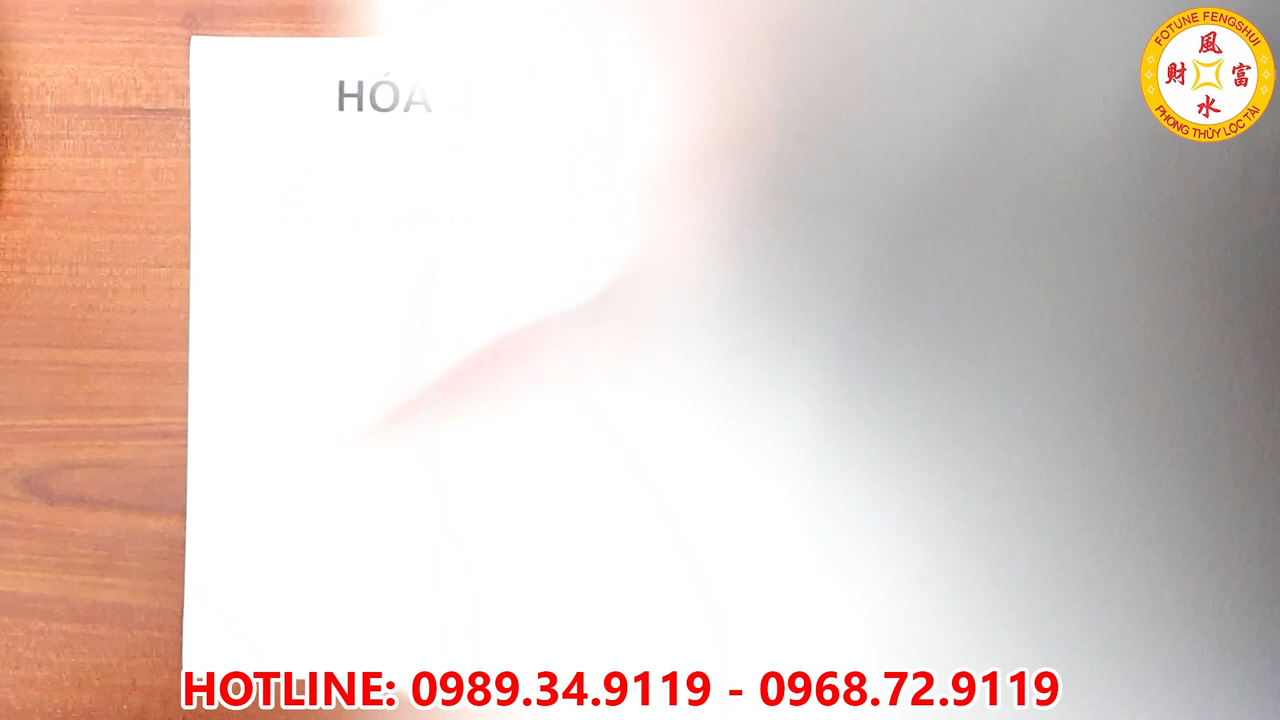 HÓA
FOTUNE FENGSHUI
風
財 富
水
PHONG THỦY LỘC TÀI
HOTLINE: 0989.34.9119 - 0968.72.9119